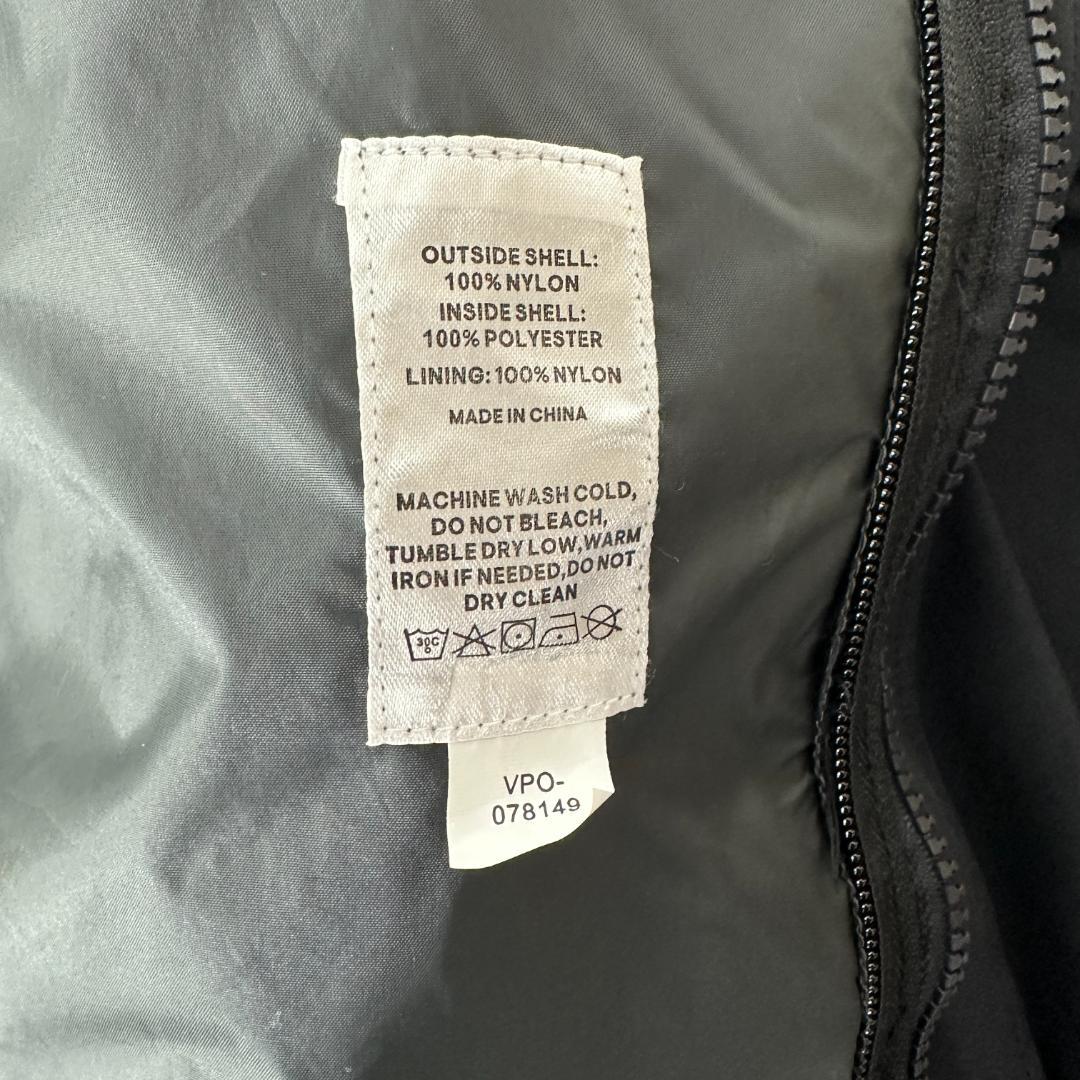 OUTSIDE SHELL:
100% NYLON
INSIDE SHELL:
100% POLYESTER
LINING: 100% NYLON
MADE IN CHINA
MACHINE WASH COLD,
DO NOT BLEACH,
TUMBLE DRY LOW, WARM
IRON IF NEEDED, DO NOT
DRY CLEAN
30C
VPO-
078149